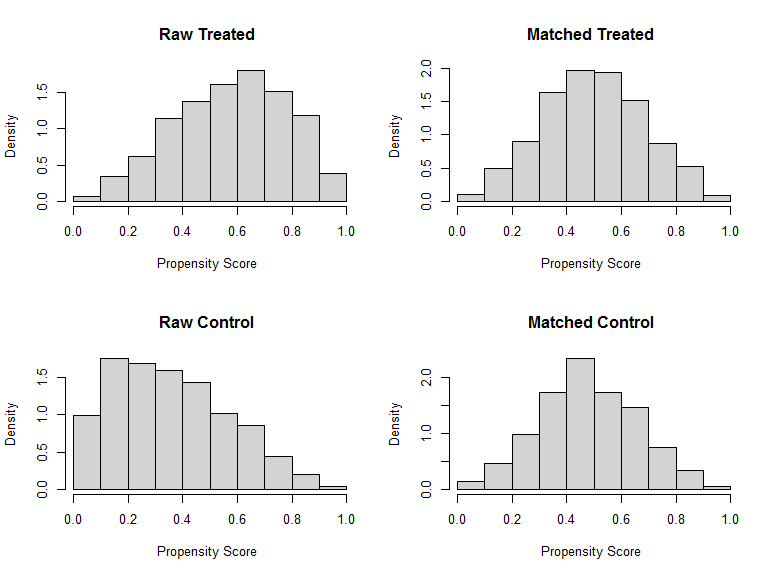 Raw Treated
Density
0.0 0.5 1.0 1.5
0.0 0.2 0.4 0.6 0.8 1.0
Propensity Score
Matched Treated
Density
0.0 0.5 1.0 1.5 2.0
0.0 0.2 0.4 0.6 0.8 1.0
Propensity Score
Raw Control
Density
0.0 0.5 1.0 1.5
0.0 0.2 0.4 0.6 0.8 1.0
Propensity Score
Matched Control
Density
0.0 1.0 2.0
0.0 0.2 0.4 0.6 0.8 1.0
Propensity Score